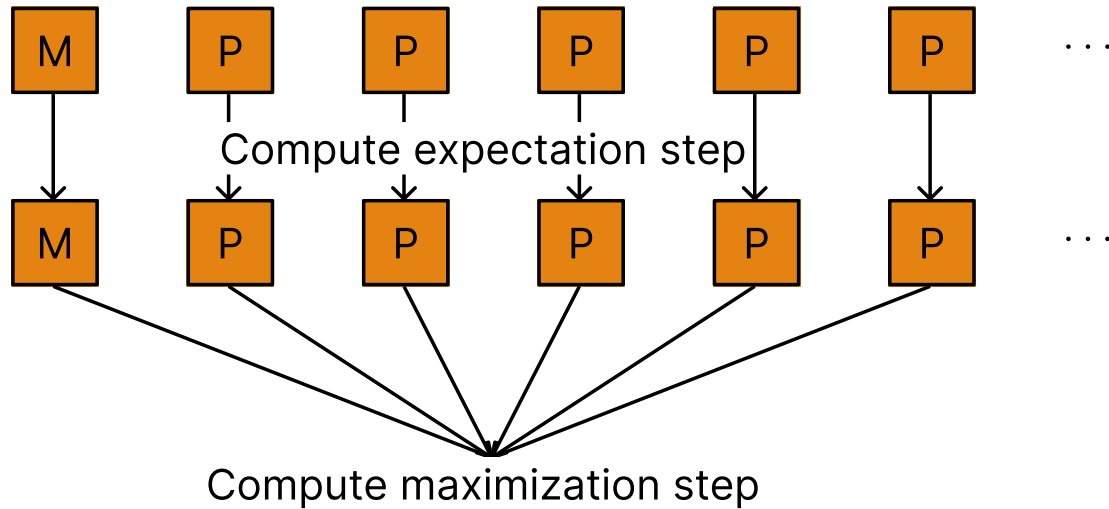 M P P P P P ...
Compute expectation step
M P P P P P ...
Compute maximization step